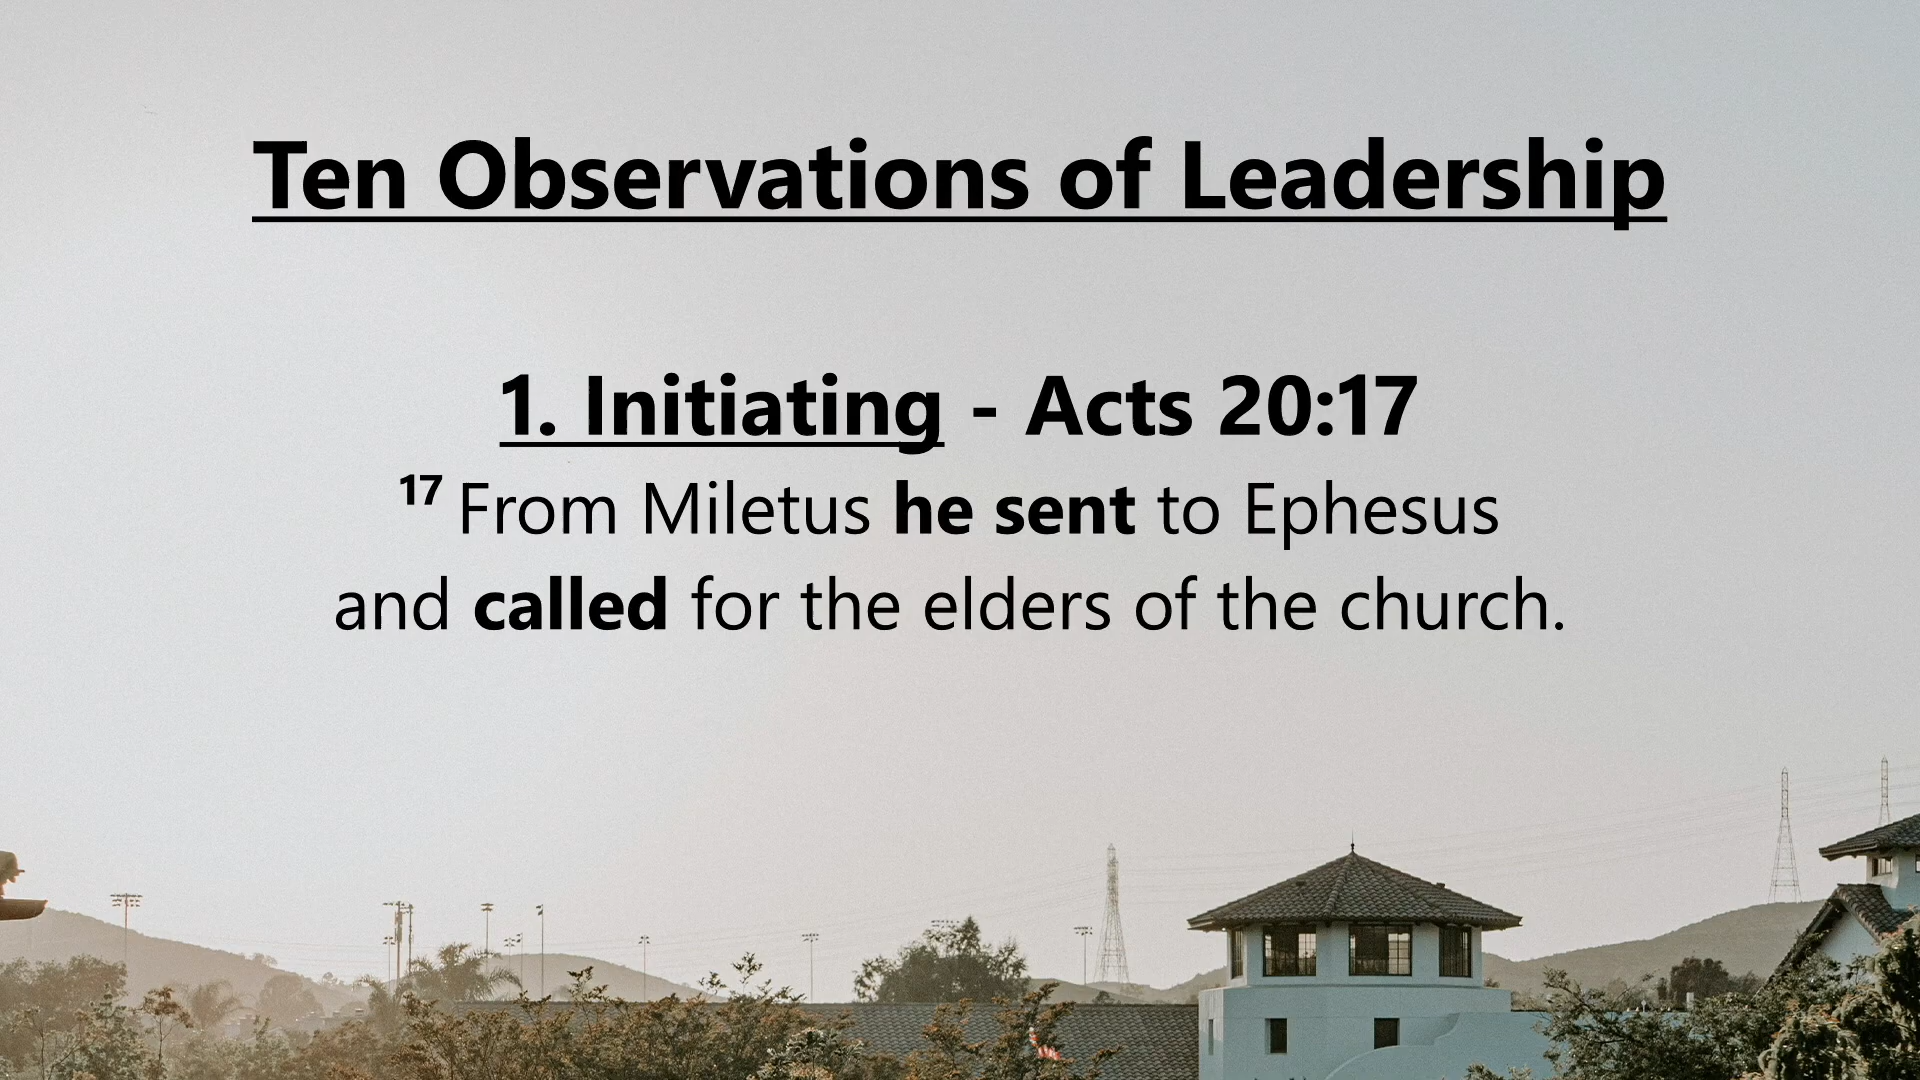 Ten Observations of Leadership
1. Initiating - Acts 20:17
17 From Miletus he sent to Ephesus
and called for the elders of the church.